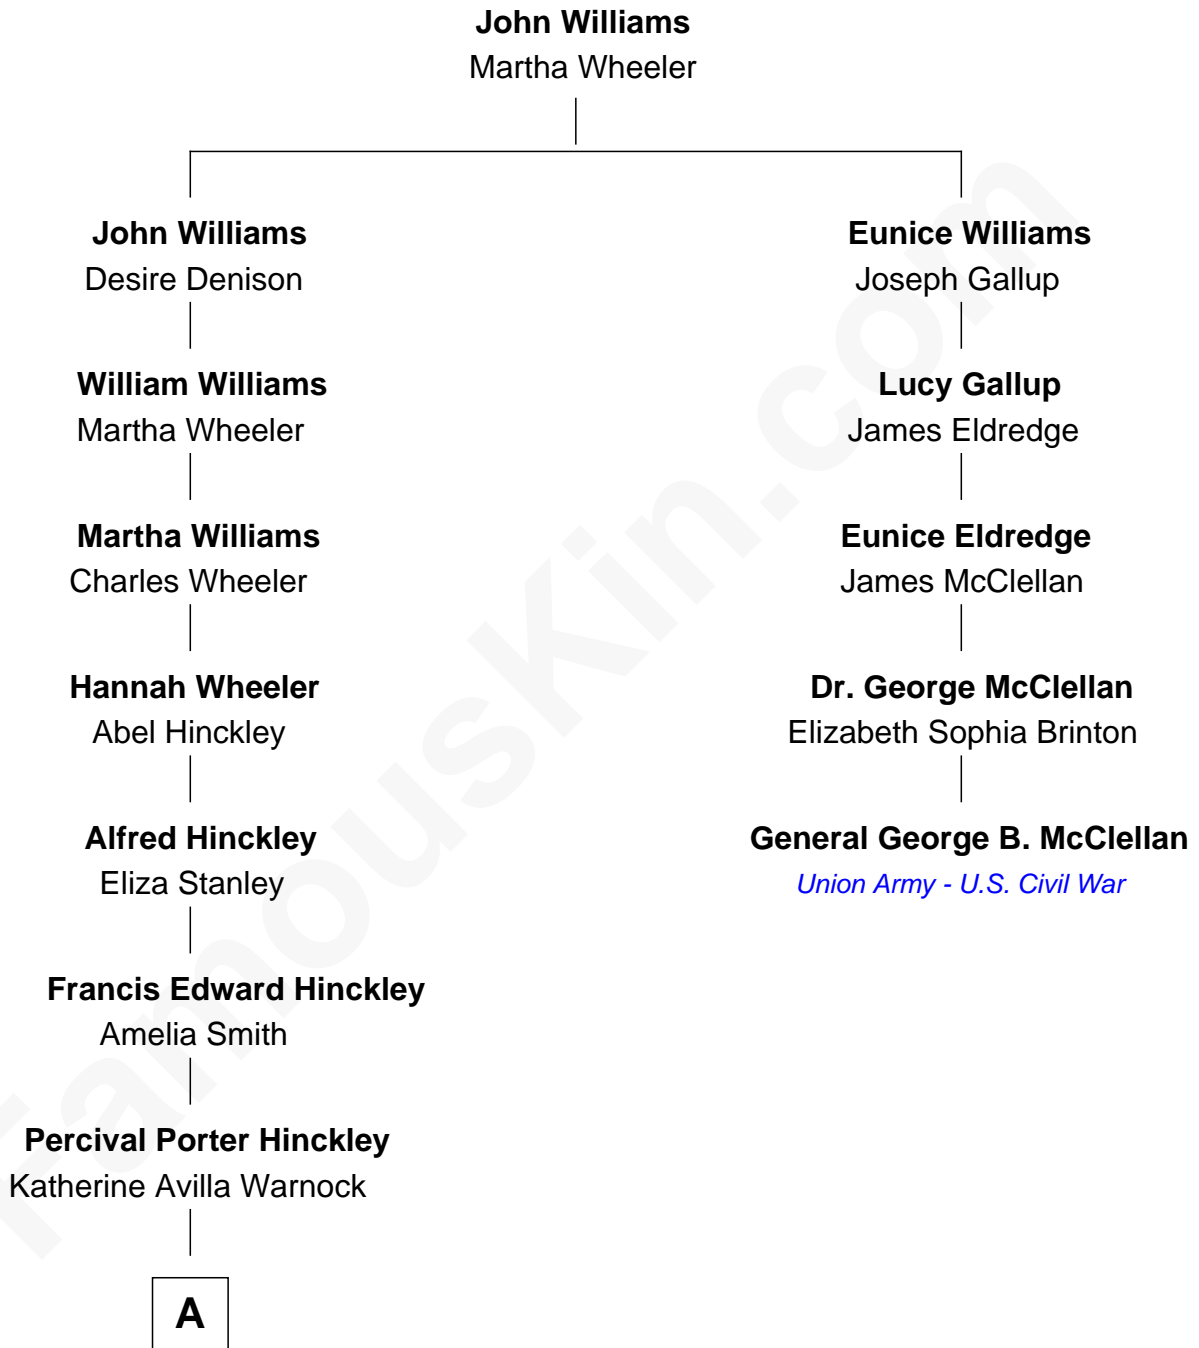 John Williams
Martha Wheeler
John Williams
Desire Denison
Eunice Williams
Joseph Gallup
William Williams
Martha Wheeler
Lucy Gallup
James Eldredge
Martha Williams
Charles Wheeler
Eunice Eldredge
James McClellan
Hannah Wheeler
Abel Hinckley
Dr. George McClellan
Elizabeth Sophia Brinton
Alfred Hinckley
Eliza Stanley
General George B. McClellan
Union Army - U.S. Civil War
Francis Edward Hinckley
Amelia Smith
Percival Porter Hinckley
Katherine Avilla Warnock
A
FamousKin.com